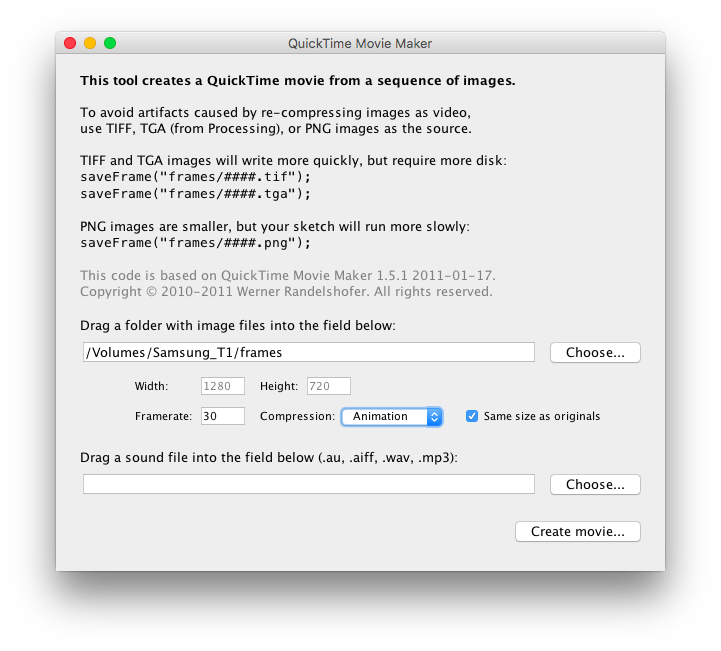 QuickTime Movie Maker
This tool creates a QuickTime movie from a sequence of images.
To avoid artifacts caused by re-compressing images as video,
use TIFF, TGA (from Processing), or PNG images as the source.
TIFF and TGA images will write more quickly, but require more disk:
saveFrame("frames/####.tif");
saveFrame("frames/####.tga");
PNG images are smaller, but your sketch will run more slowly:
saveFrame("frames/####.png");
This code is based on QuickTime Movie Maker 1.5.1 2011-01-17.
Copyright © 2010-2011 Werner Randelshofer. All rights reserved.
Drag a folder with image files into the field below:
/Volumes/Samsung_T1/frames Choose...
Width: 1280 Height: 720
Framerate: 30 Compression: Animation Same size as originals
Drag a sound file into the field below (.au, .aiff, .wav, .mp3):
Choose...
Create movie...